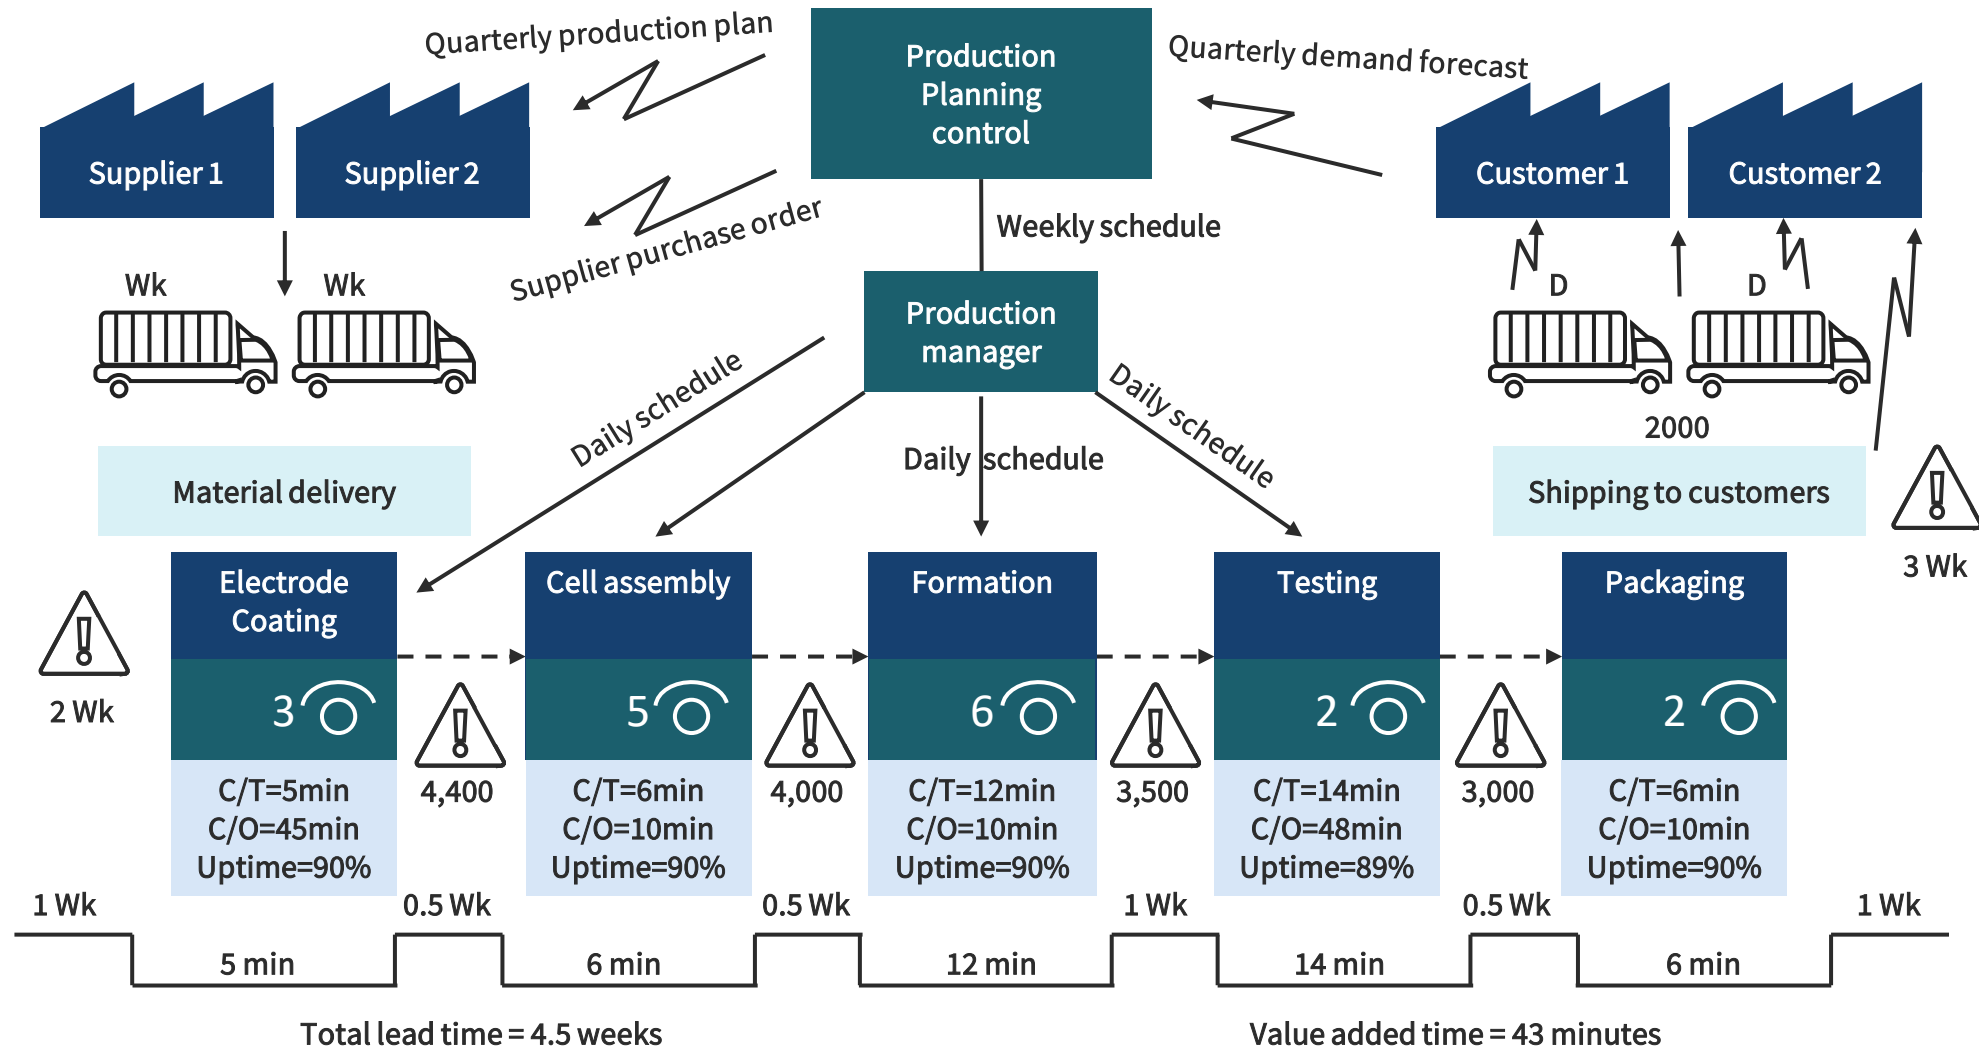 Quarterly production plan
Production
Planning
control
Quarterly demand forecast
Supplier 1
Supplier 2
Customer 1
Customer 2
Supplier purchase order
Weekly schedule
Wk
Wk
D
D
Production
manager
Daily schedule
Daily schedule
Daily schedule
2000
Material delivery
Shipping to customers
3 Wk
2 Wk
Electrode
Coating
3
C/T=5min
C/O=45min
Uptime=90%
4,400
Cell assembly
5
C/T=6min
C/O=10min
Uptime=90%
4,000
Formation
6
C/T=12min
C/O=10min
Uptime=90%
3,500
Testing
2
C/T=14min
C/O=48min
Uptime=89%
3,000
Packaging
2
C/T=6min
C/O=10min
Uptime=90%
1 Wk
0.5 Wk
0.5 Wk
1 Wk
0.5 Wk
1 Wk
5 min
6 min
12 min
14 min
6 min
Total lead time = 4.5 weeks
Value added time = 43 minutes